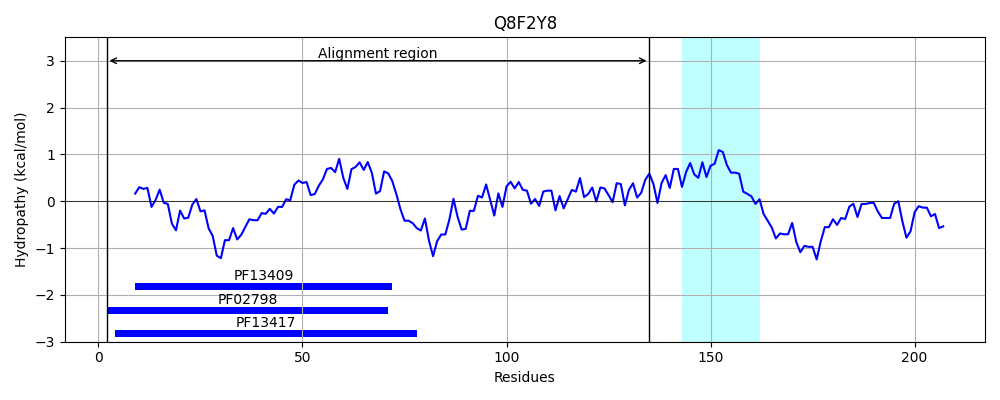 Q8F2Y8
Alignment region
Hydropathy (kcal/mol)
3
2
1
0
−1
−2
−3
PF13409
PF02798
PF13417
0
50
100
150
200
Residues